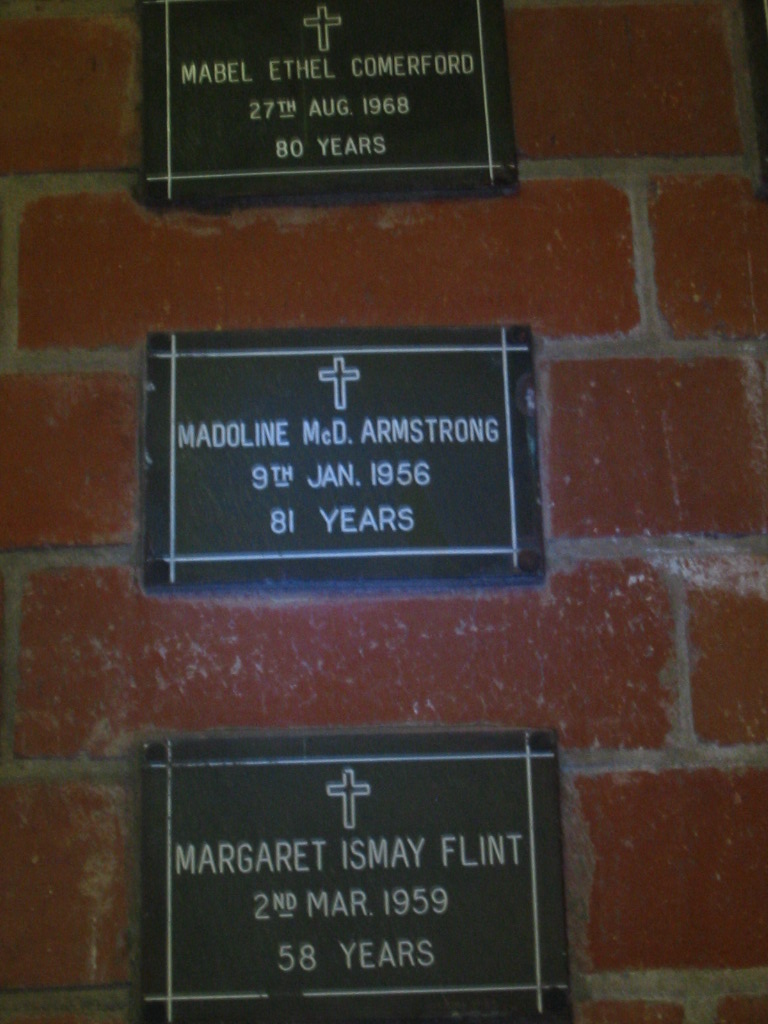 MABEL ETHEL COMERFORD
27TH AUG. 1968
80 YEARS
MADOLINE McD. ARMSTRONG
9TH JAN. 1956
81 YEARS
MARGARET ISMAY FLINT
2ND MAR. 1959
58 YEARS